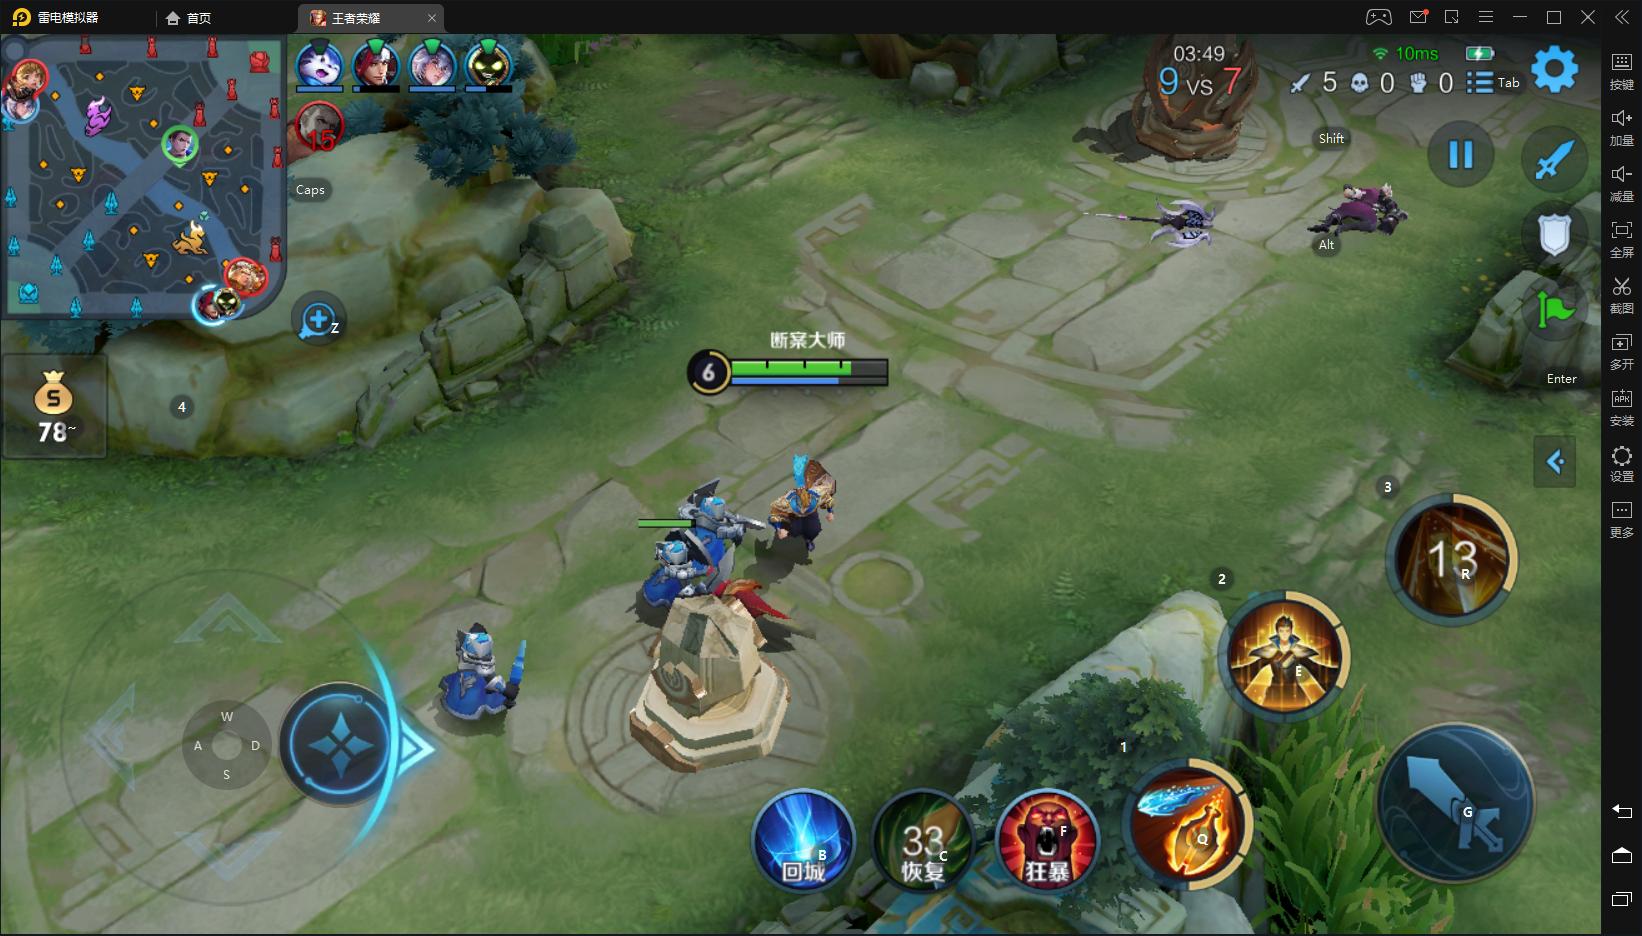 雷电模拟器
首页
王者荣耀
03:49
9 VS 7
10ms
5 0 0
Tab
按键
加量
减量
全屏
截图
多开
安装
设置
更多
15
Caps
Shift
Alt
Z
Enter
断案大师
6
S
78~
4
3
13
R
2
E
1
W
A D
S
G
Q
B
回城
33
C
恢复
F
狂暴
APK